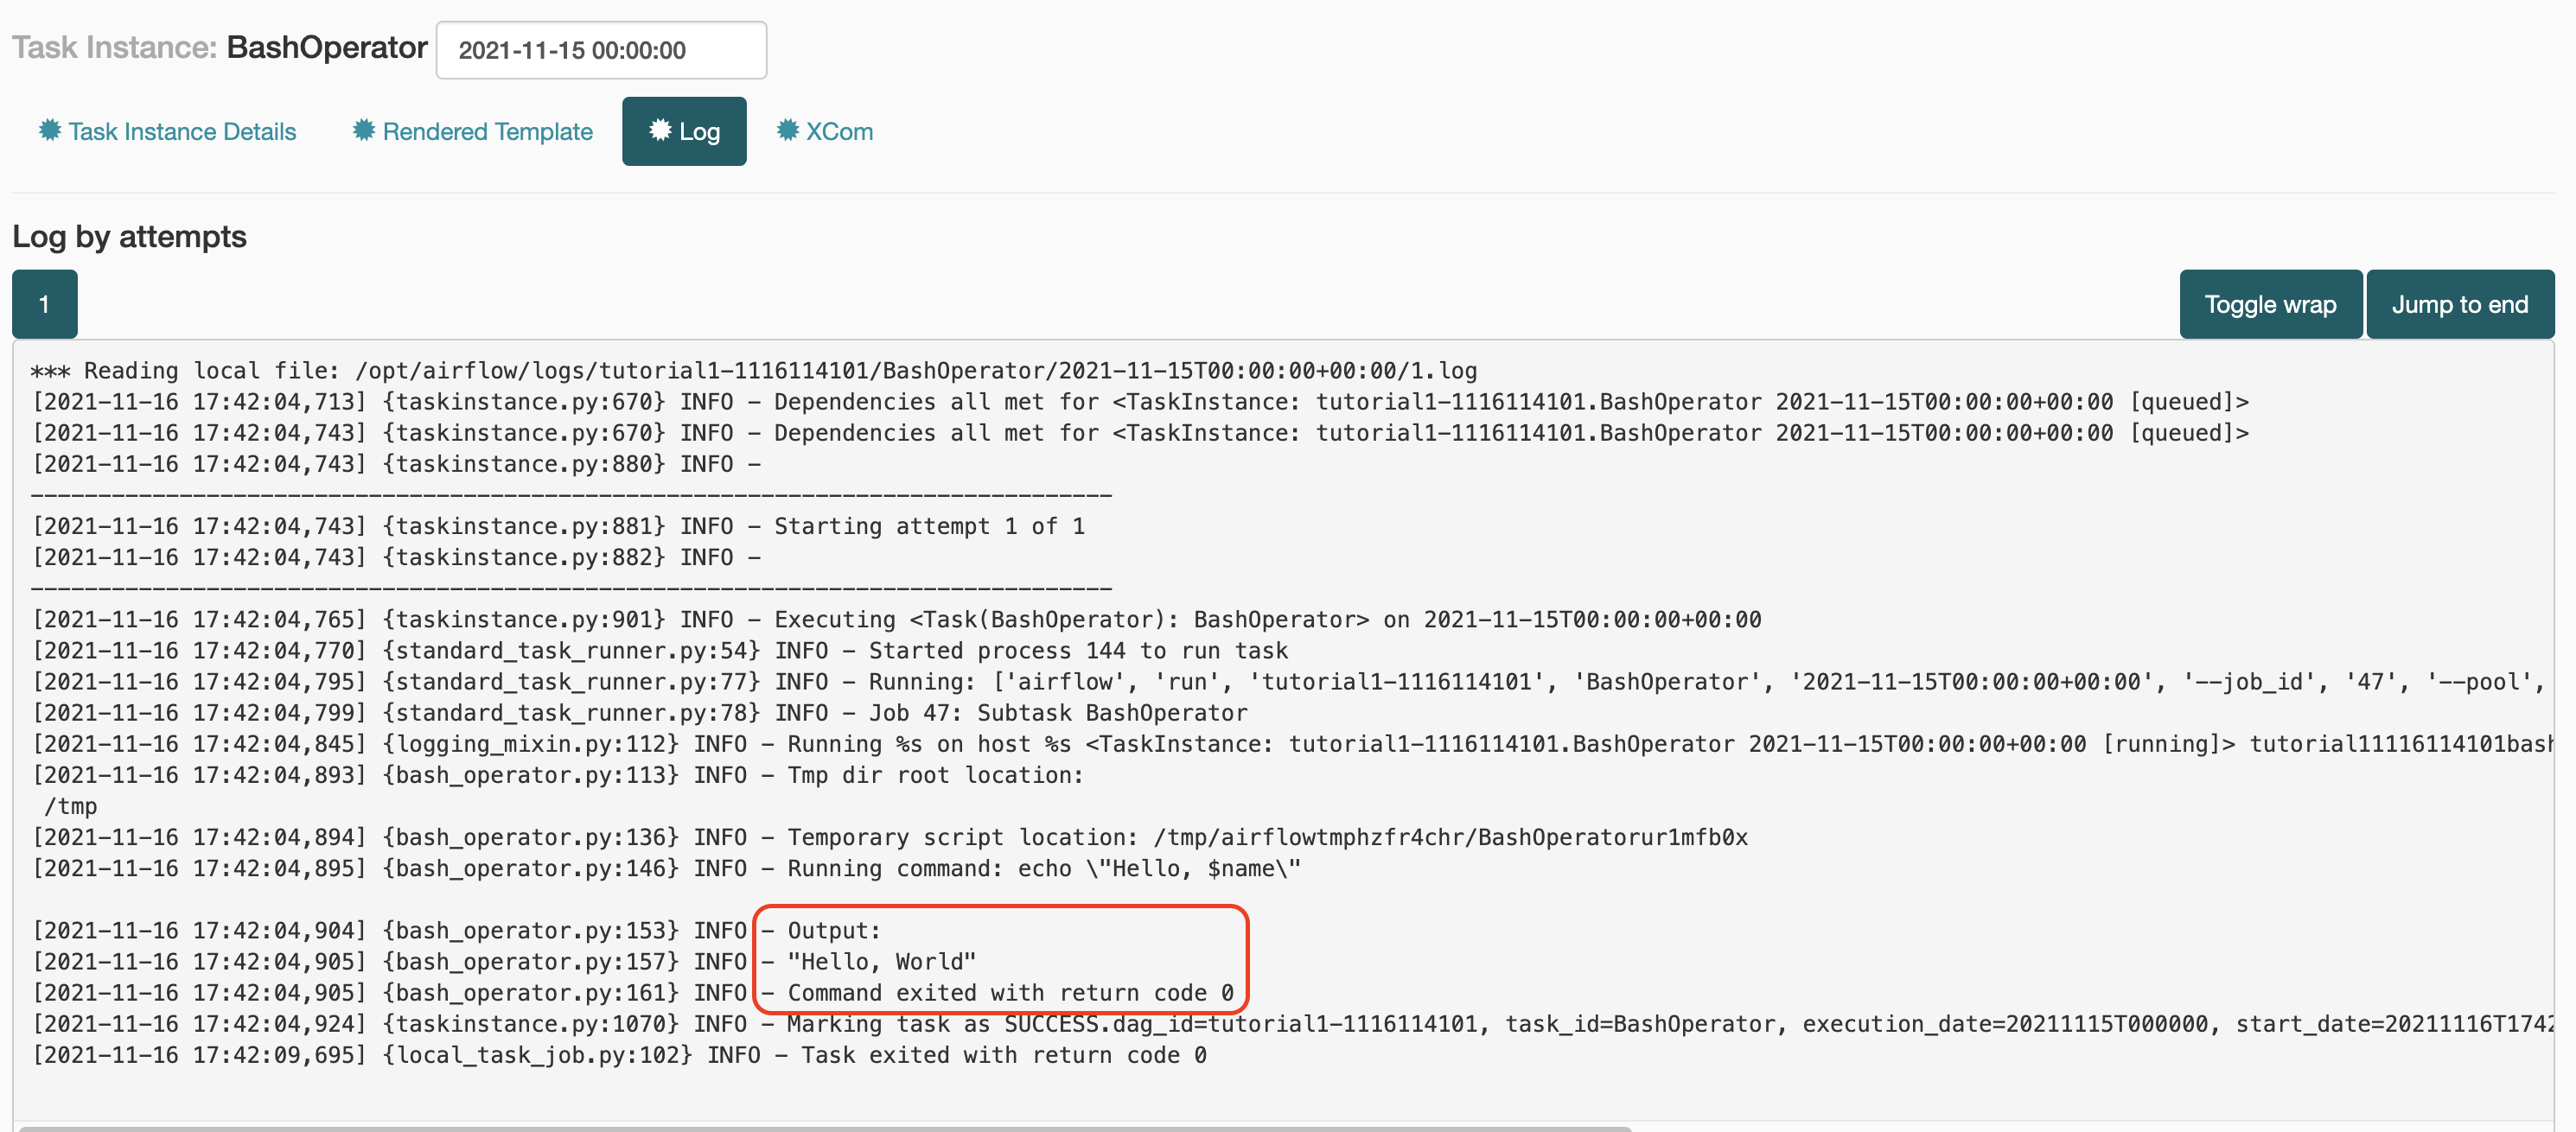 Task Instance: BashOperator 2021-11-15 00:00:00
Task Instance Details Rendered Template Log XCom
Log by attempts
1 Toggle wrap Jump to end
*** Reading local file: /opt/airflow/logs/tutorial1-1116114101/BashOperator/2021-11-15T00:00:00+00:00/1.log
[2021-11-16 17:42:04,713] {taskinstance.py:670} INFO - Dependencies all met for <TaskInstance: tutorial1-1116114101.BashOperator 2021-11-15T00:00:00+00:00 [queued]>
[2021-11-16 17:42:04,743] {taskinstance.py:670} INFO - Dependencies all met for <TaskInstance: tutorial1-1116114101.BashOperator 2021-11-15T00:00:00+00:00 [queued]>
[2021-11-16 17:42:04,743] {taskinstance.py:880} INFO -
--------------------------------------------------------------------------------
[2021-11-16 17:42:04,743] {taskinstance.py:881} INFO - Starting attempt 1 of 1
[2021-11-16 17:42:04,743] {taskinstance.py:882} INFO -
--------------------------------------------------------------------------------
[2021-11-16 17:42:04,765] {taskinstance.py:901} INFO - Executing <Task(BashOperator): BashOperator> on 2021-11-15T00:00:00+00:00
[2021-11-16 17:42:04,770] {standard_task_runner.py:54} INFO - Started process 144 to run task
[2021-11-16 17:42:04,795] {standard_task_runner.py:77} INFO - Running: ['airflow', 'run', 'tutorial1-1116114101', 'BashOperator', '2021-11-15T00:00:00+00:00', '--job_id', '47', '--pool',
[2021-11-16 17:42:04,799] {standard_task_runner.py:78} INFO - Job 47: Subtask BashOperator
[2021-11-16 17:42:04,845] {logging_mixin.py:112} INFO - Running %s on host %s <TaskInstance: tutorial1-1116114101.BashOperator 2021-11-15T00:00:00+00:00 [running]> tutorial11116114101bash
[2021-11-16 17:42:04,893] {bash_operator.py:113} INFO - Tmp dir root location:
/tmp
[2021-11-16 17:42:04,894] {bash_operator.py:136} INFO - Temporary script location: /tmp/airflowtmphzfr4chr/BashOperatorur1mfb0x
[2021-11-16 17:42:04,895] {bash_operator.py:146} INFO - Running command: echo \"Hello, $name\"
[2021-11-16 17:42:04,904] {bash_operator.py:153} INFO - Output:
[2021-11-16 17:42:04,905] {bash_operator.py:157} INFO - "Hello, World"
[2021-11-16 17:42:04,905] {bash_operator.py:161} INFO - Command exited with return code 0
[2021-11-16 17:42:04,924] {taskinstance.py:1070} INFO - Marking task as SUCCESS.dag_id=tutorial1-1116114101, task_id=BashOperator, execution_date=20211115T000000, start_date=20211116T1742
[2021-11-16 17:42:09,695] {local_task_job.py:102} INFO - Task exited with return code 0